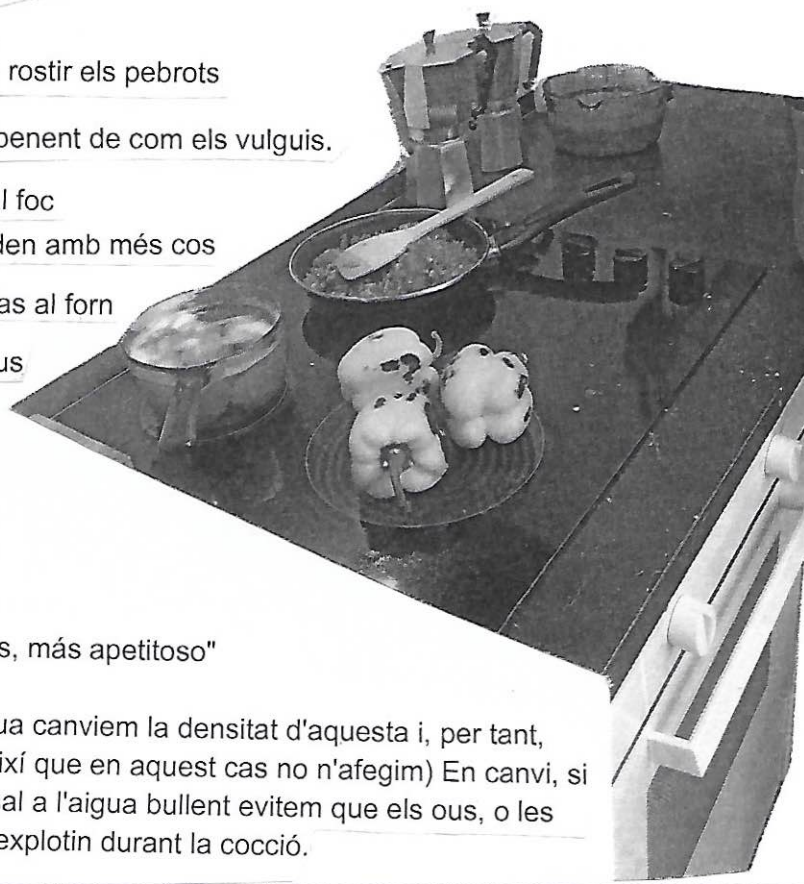 rostir els pebrots
penent de com els vulguis.
l foc
den amb més cos
as al forn
us
s, más apetitoso"
ua canviem la densitat d'aquesta i, per tant,
ixí que en aquest cas no n'afegim) En canvi, si
al a l'aigua bullent evitem que els ous, o les
explotin durant la cocció.